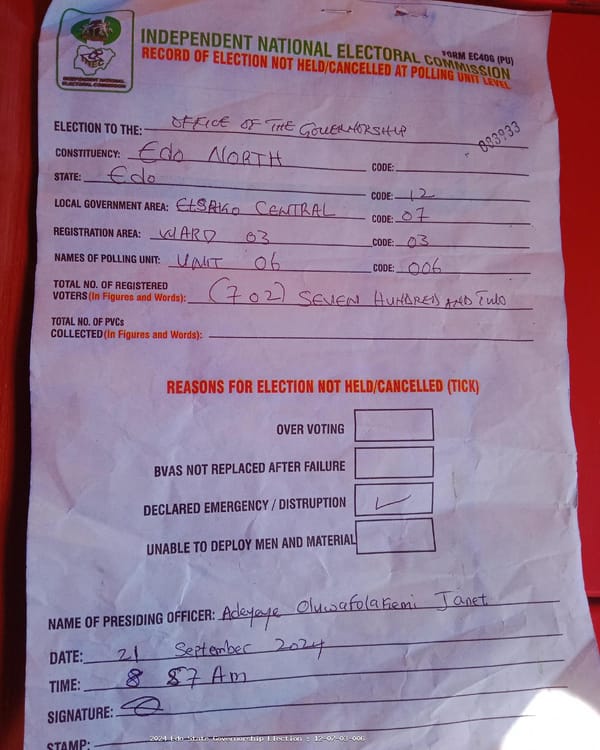 INDEPENDENT NATIONAL ELECTORAL COMMISSION
FORM EC40G (PU)
RECORD OF ELECTION NOT HELD/CANCELLED AT POLLING UNIT LEVEL
INEC
INDEPENDENT NATIONAL
ELECTORAL COMMISSION
033933
ELECTION TO THE: OFFICE OF THE GOVERNORSHIP
CONSTITUENCY: Edo NORTH CODE:
STATE: Edo CODE: 12
LOCAL GOVERNMENT AREA: ETSAKO CENTRAL CODE: 07
REGISTRATION AREA: WARD 03 CODE: 03
NAMES OF POLLING UNIT: UNIT 06 CODE: 006
TOTAL NO. OF REGISTERED
VOTERS (In Figures and Words): (702) SEVEN HUNDRED AND TWO
TOTAL NO. OF PVCs
COLLECTED (In Figures and Words):
REASONS FOR ELECTION NOT HELD/CANCELLED (TICK)
OVER VOTING
BVAS NOT REPLACED AFTER FAILURE
DECLARED EMERGENCY / DISTRUPTION ✓
UNABLE TO DEPLOY MEN AND MATERIAL
NAME OF PRESIDING OFFICER: Adeyeye Oluwafolakemi Janet
DATE: 21 September 2024
TIME: 8 57 Am
SIGNATURE:
STAMP:
2024 Edo State Governorship Election : 12-07-03-006